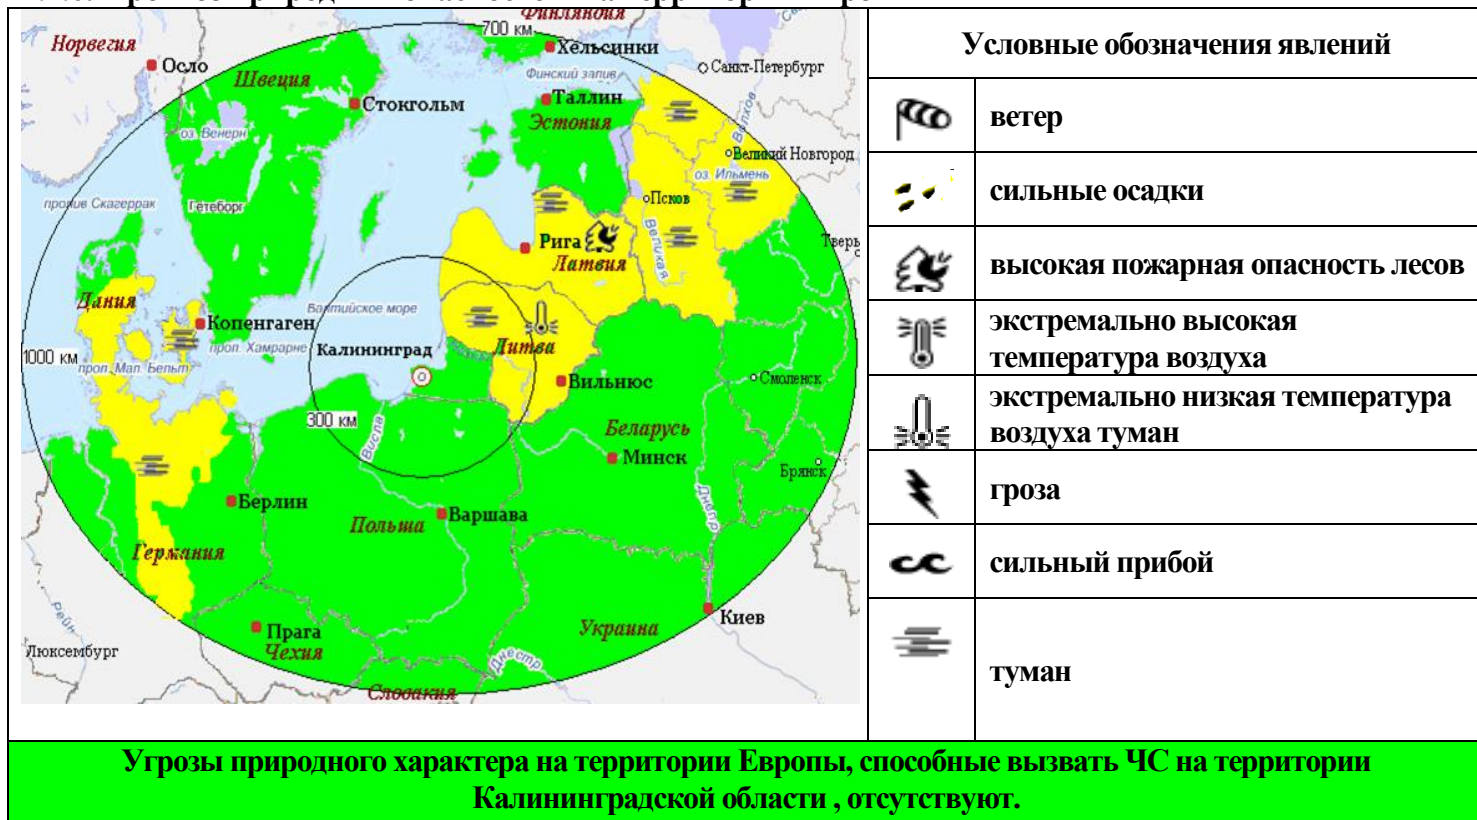 Норвегия
ФИНЛЯНДИЯ
700 км
Хельсинки
Осло
Швеция
Финский залив
Санкт-Петербург
Стокгольм
Таллин
Эстония
оз. Венерн
Волхов
Великий Новгород
оз. Ильмень
пролив Скагеррак
Гётеборг
Псков
Великая
Рига
Латвия
Тверь
Дания
Балтийское море
Копенгаген
проп. Хамрарне
Калининград
Литва
1000 км
проп. Мал. Бельт
Вильнюс
Смоленск
300 км
Висла
Беларусь
Минск
Брянск
Берлин
Польша
Варшава
Днепр
Германия
Рейн
Прага
Чехия
Украина
Киев
Люксембург
Днестр
Словакия
Условные обозначения явлений
ветер
сильные осадки
высокая пожарная опасность лесов
экстремально высокая
температура воздуха
экстремально низкая температура
воздуха туман
гроза
сильный прибой
туман
Угрозы природного характера на территории Европы, способные вызвать ЧС на территории
Калининградской области , отсутствуют.